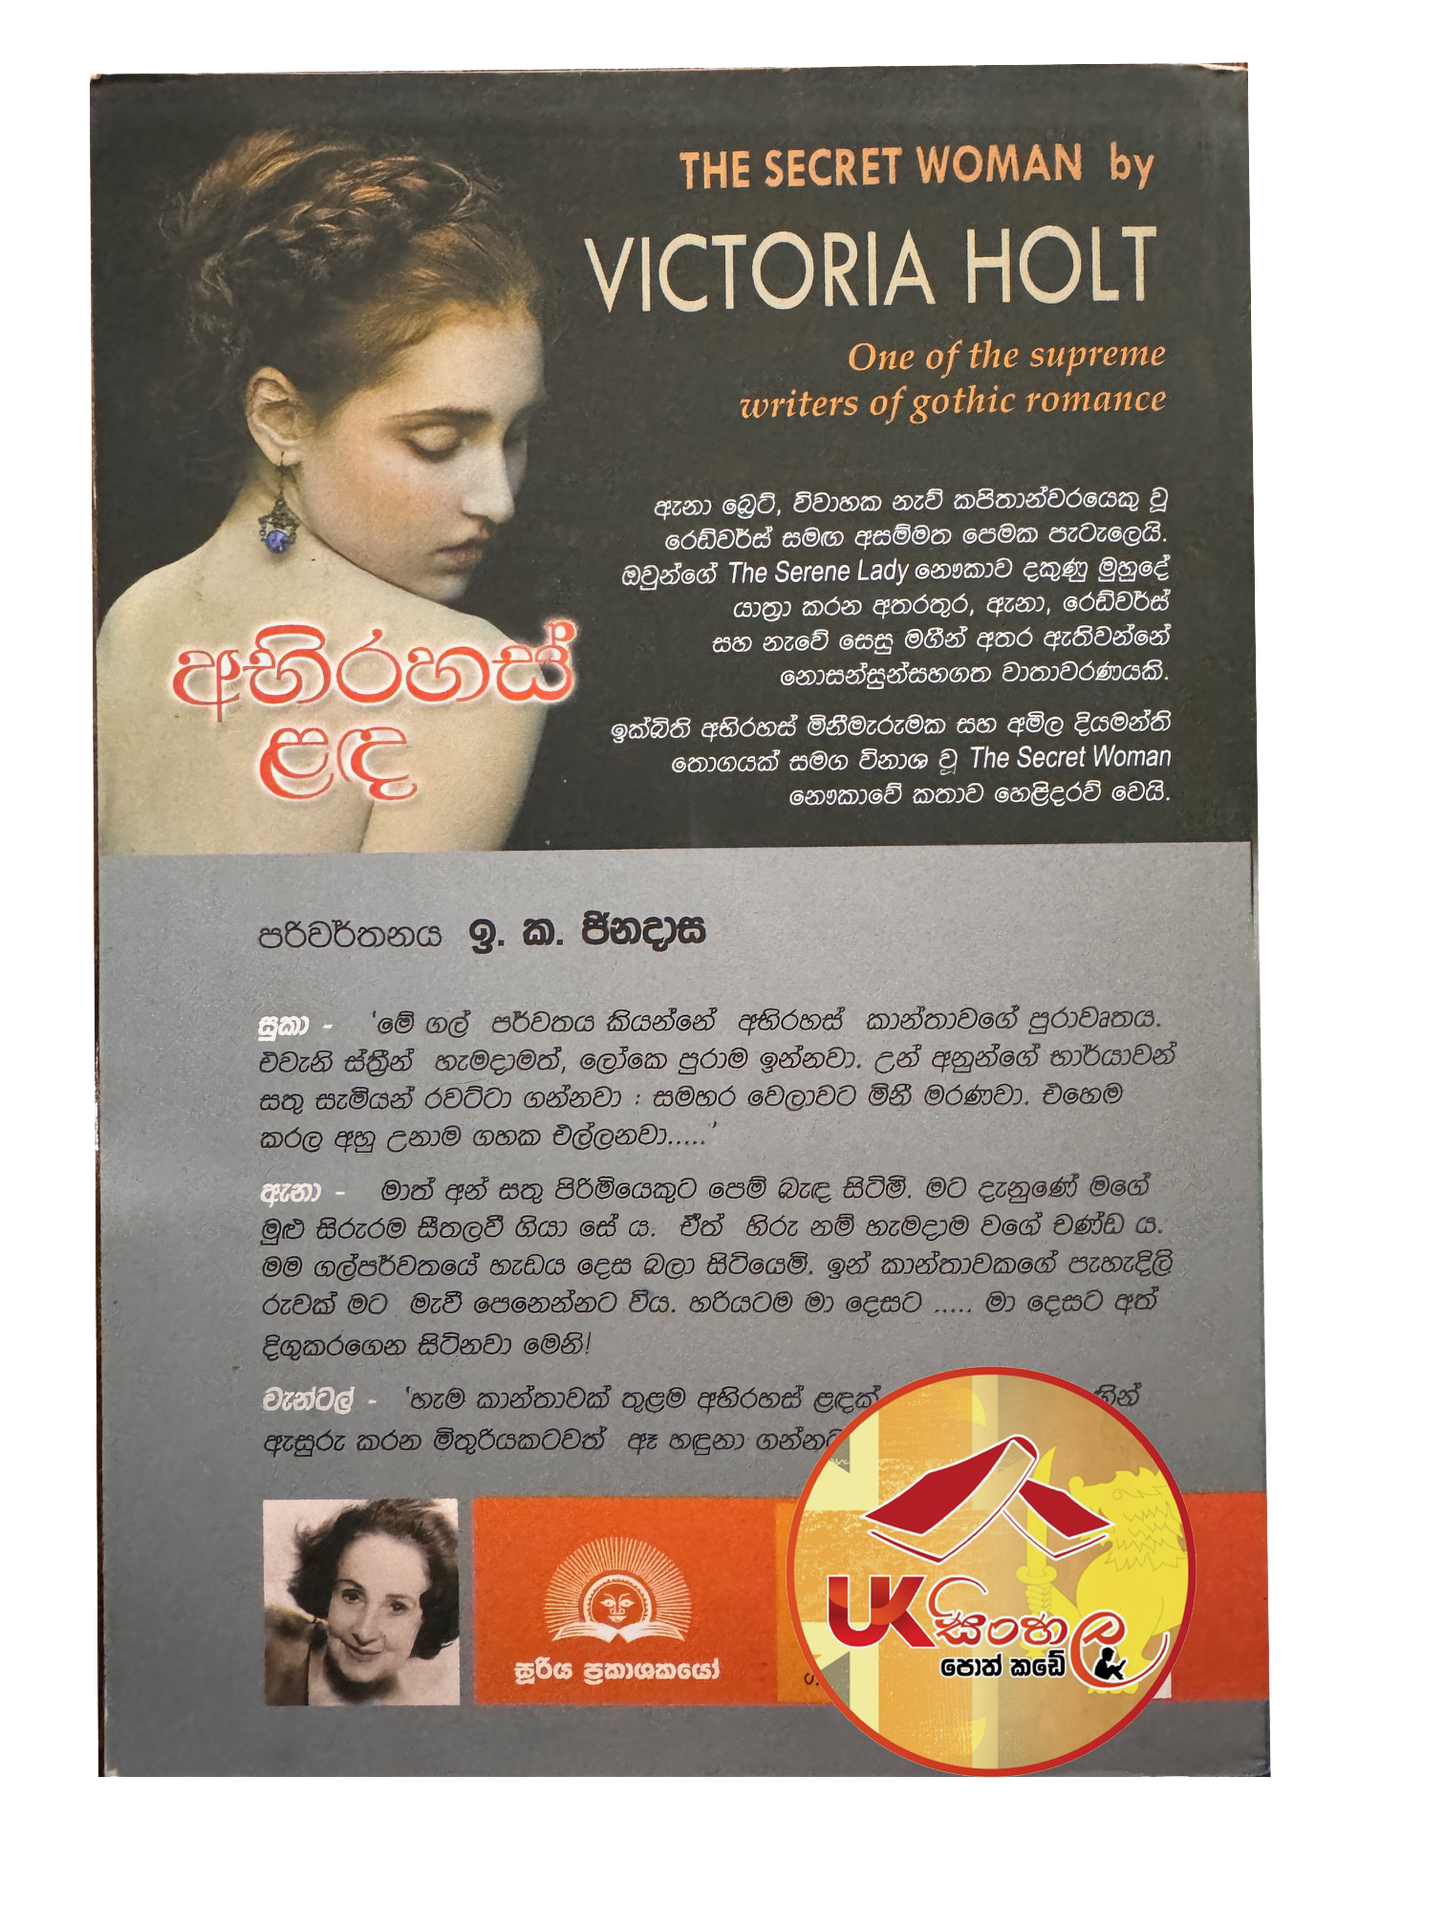 THE SECRET WOMAN by
VICTORIA HOLT
One of the supreme
writers of gothic romance
ඇනා බ්‍රෙට්, විවාහක නැව් කපිතාන්වරයෙකු වූ
රෙඩ්වර්ස් සමඟ අසම්මත පෙමක පැටැලෙයි.
ඔවුන්ගේ The Serene Lady නෞකාව දකුණු මුහුදේ
යාත්‍රා කරන අතරතුර, ඇනා, රෙඩ්වර්ස්
සහ නැවේ සෙසු මගීන් අතර ඇතිවන්නේ
නොසන්සුන්සහගත වාතාවරණයකි.
ඉක්බිති අභිරහස් මිනීමැරුමක සහ අමිල දියමන්ති
තොගයක් සමග විනාශ වූ The Secret Woman
නෞකාවේ කතාව හෙළිදරව් වෙයි.
අභිරහස්
ළඳ
පරිවර්තනය ඉ. ක. ජිනදාස
සුකා - 'මේ ගල් පර්වතය කියන්නේ අභිරහස් කාන්තාවගේ පුරාවෘතය.
එවැනි ස්ත්‍රීන් හැමදාමත්, ලෝකෙ පුරාම ඉන්නවා. උන් අනුන්ගේ භාර්යාවන්
සතු සැමියන් රවට්ටා ගන්නවා : සමහර වෙලාවට මිනී මරණවා. එහෙම
කරල අහු උනාම ගහක එල්ලනවා.....'
ඇනා - මාත් අන් සතු පිරිමියෙකුට පෙම් බැඳ සිටිමි. මට දැනුණේ මගේ
මුළු සිරුරම සීතලවී ගියා සේ ය. ඒත් හිරු නම් හැමදාම වගේ චණ්ඩ ය.
මම ගල්පර්වතයේ හැඩය දෙස බලා සිටියෙමි. ඉන් කාන්තාවකගේ පැහැදිලි
රුවක් මට මැවී පෙනෙන්නට විය. හරියටම මා දෙසට ..... මා දෙසට අත්
දිගුකරගෙන සිටිනවා මෙනි!
චැන්ටල් - 'හැම කාන්තාවක් තුළම අභිරහස් ළඳක්
ඇසුරු කරන මිතුරියකටවත් ඈ හඳුනා
සූරිය ප්‍රකාශකයෝ
UK සිංහල
පොත් කඩේ